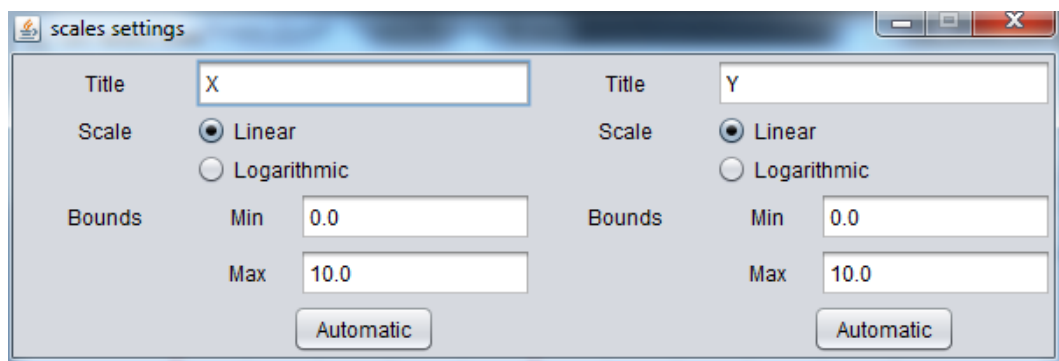 scales settings
Title X Title Y
Scale Linear Scale Linear
Logarithmic Logarithmic
Bounds Min 0.0 Bounds Min 0.0
Max 10.0 Max 10.0
Automatic Automatic